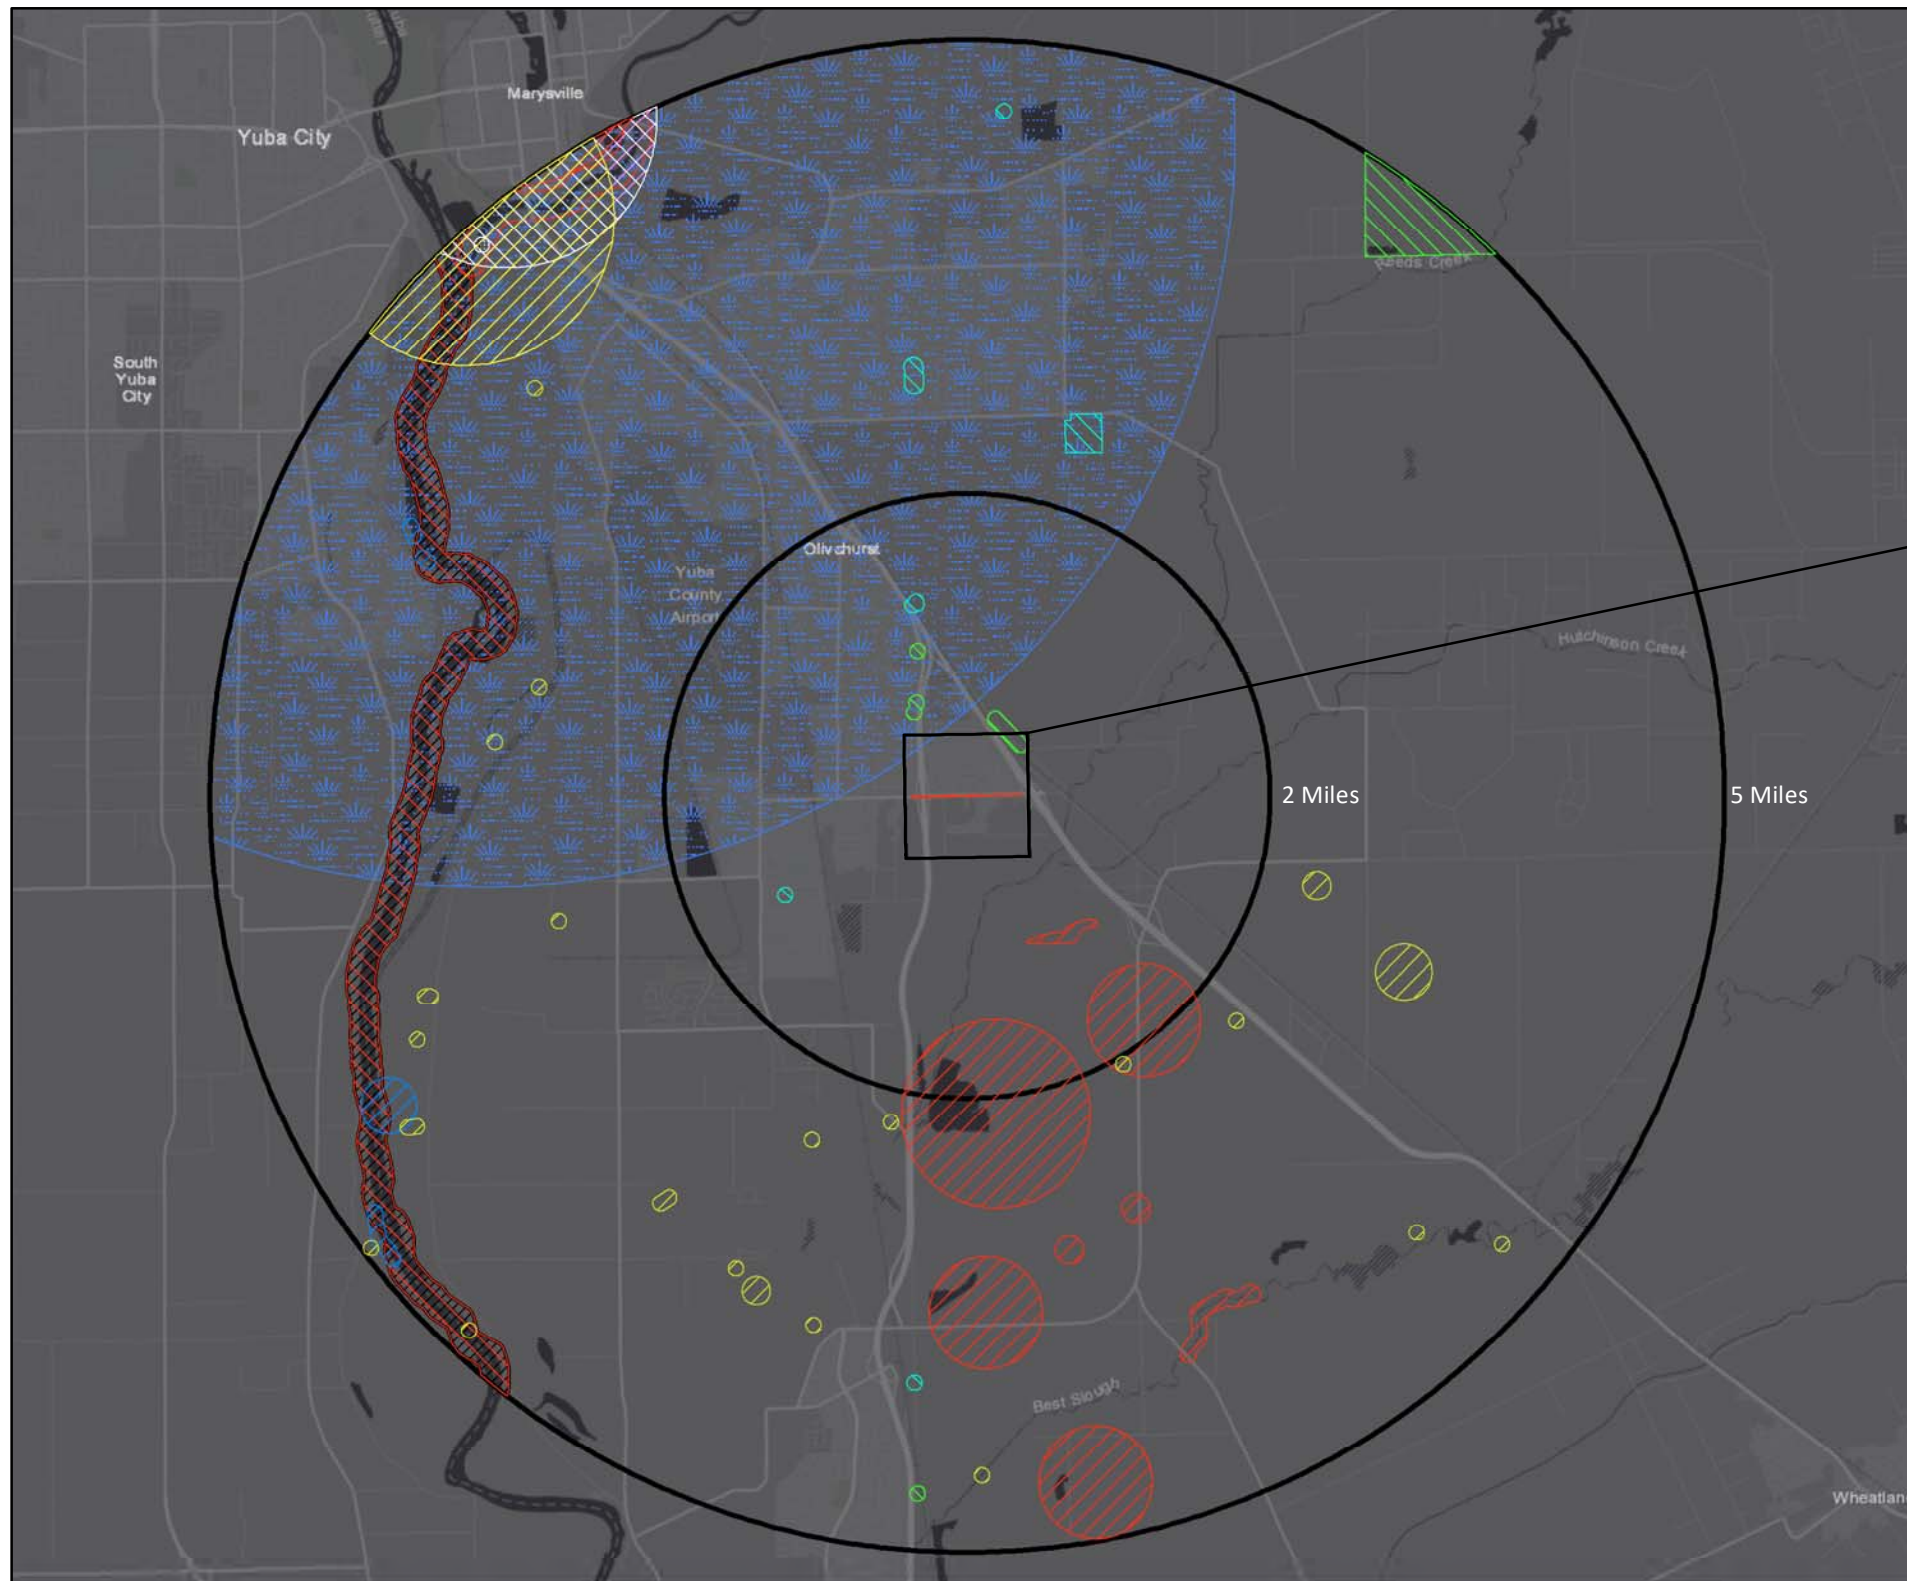 Marysville
Yuba City
Reeds Creek
South
Yuba
City
Olivehurst
Yuba
County
Airport
Hutchinson Creek
2 Miles
5 Miles
Best Slough
Wheatlan